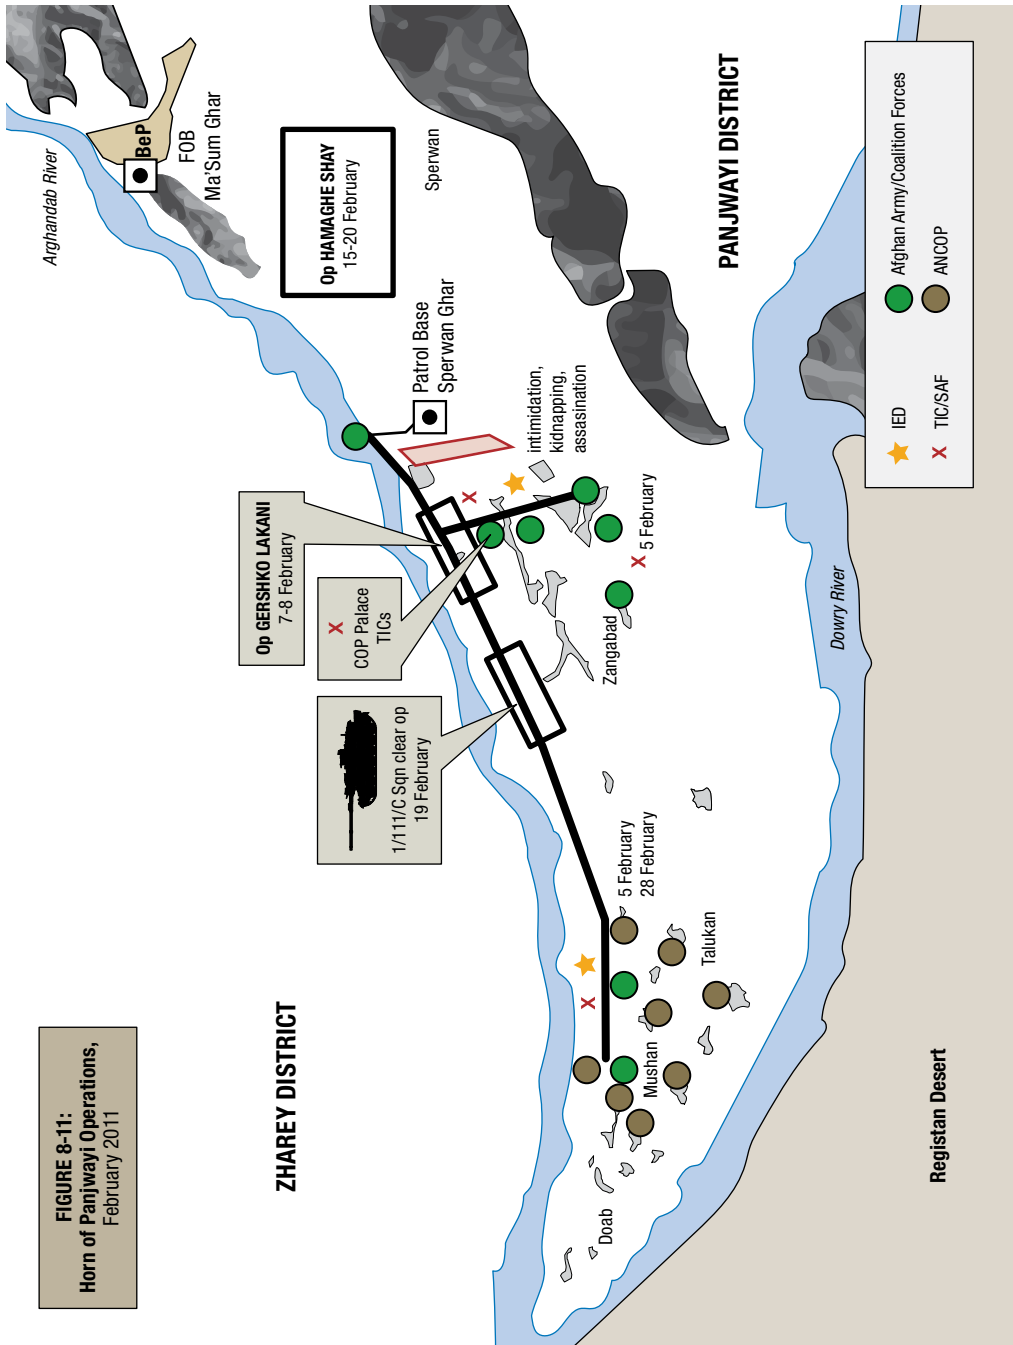 FIGURE 8-11:
Horn of Panjwayi Operations,
February 2011
ZHAREY DISTRICT
Arghandab River
BeP
FOB
Ma'Sum Ghar
Op HAMAGHE SHAY
15-20 February
Sperwan
Patrol Base
Sperwan Ghar
Op GERSHKO LAKANI
7-8 February
X
COP Palace
TICs
1/111/C Sqn clear op
19 February
X
intimidation,
kidnapping,
assasination
X 5 February
Zangabad
5 February
28 February
X
Talukan
Mushan
Doab
PANJWAYI DISTRICT
Dowry River
Registan Desert
IED
X TIC/SAF
Afghan Army/Coalition Forces
ANCOP